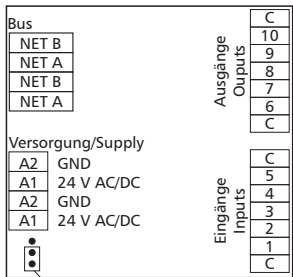 Bus
NET B
NET A
NET B
NET A
Versorgung/Supply
A2 GND
A1 24 V AC/DC
A2 GND
A1 24 V AC/DC
Ausgänge
Ouputs
C
10
9
8
7
6
C
Eingänge
Inputs
C
5
4
3
2
1
C